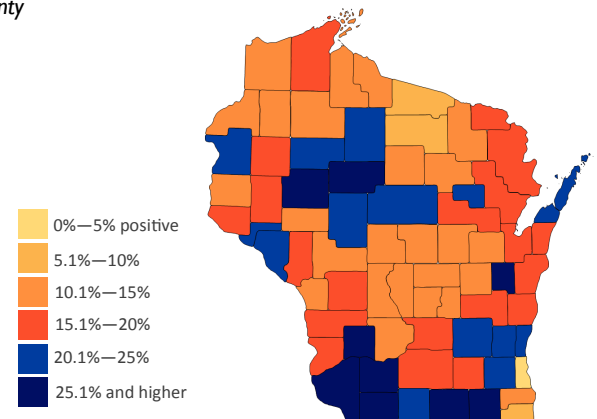 nty
0%—5% positive
5.1%—10%
10.1%—15%
15.1%—20%
20.1%—25%
25.1% and higher